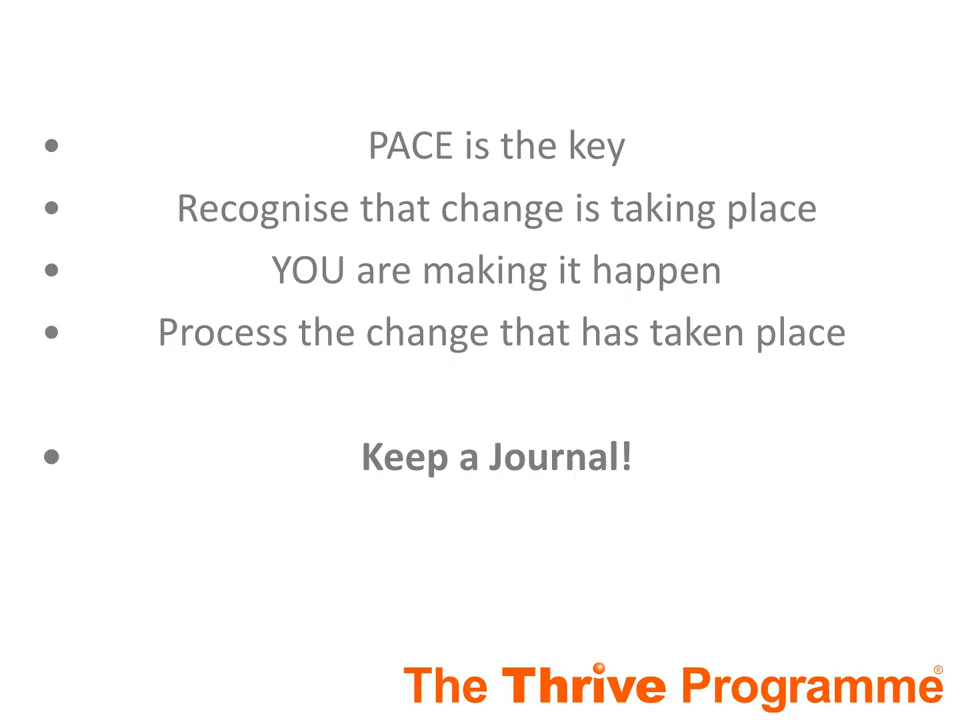 • PACE is the key
• Recognise that change is taking place
• YOU are making it happen
• Process the change that has taken place
• Keep a Journal!
The Thrive Programme®